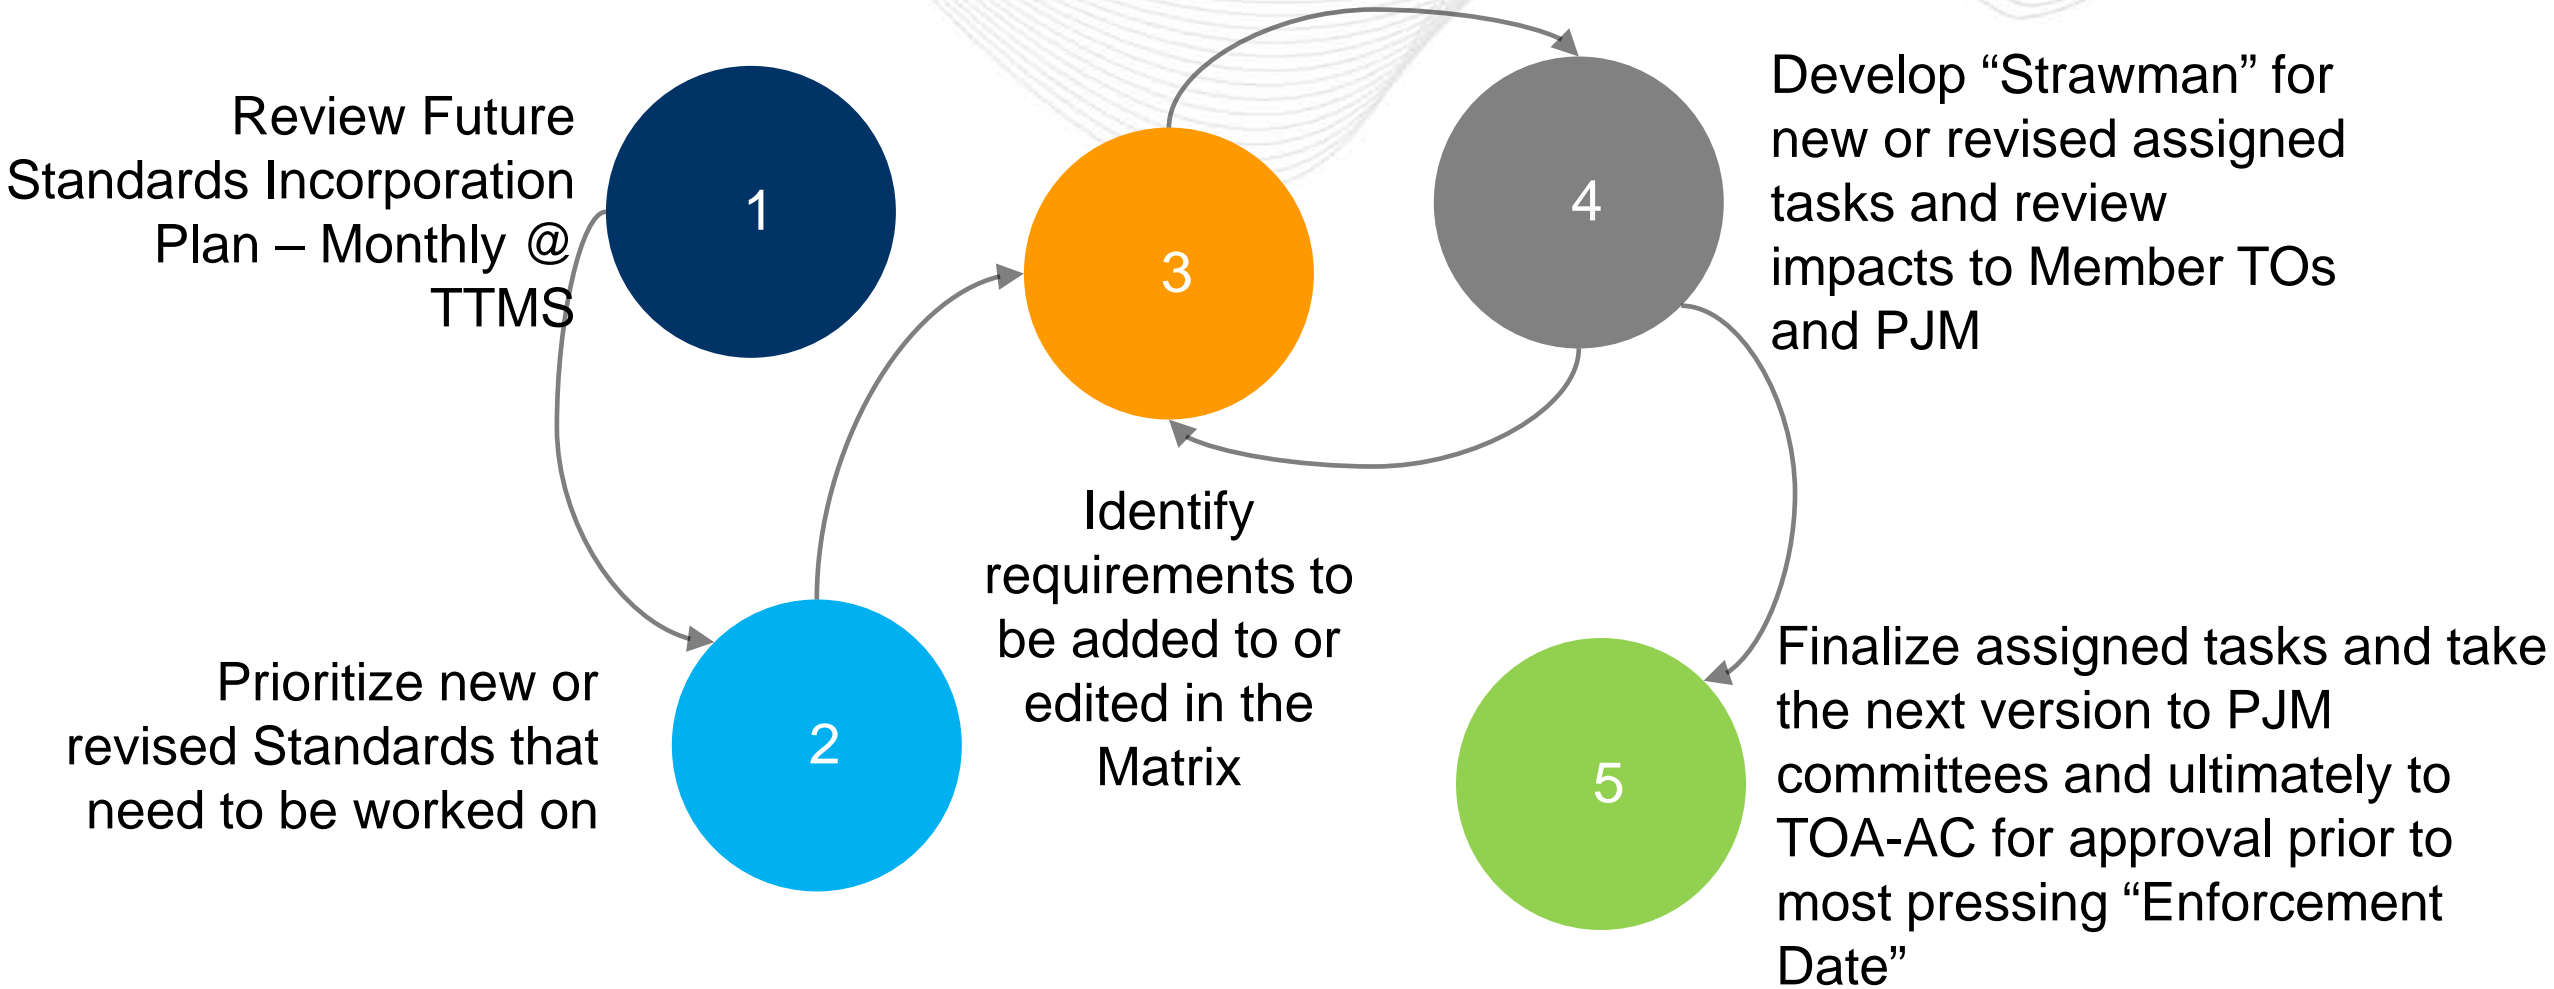 Review Future
Standards Incorporation
Plan – Monthly @
TTMS
1
Prioritize new or
revised Standards that
need to be worked on
2
3
Identify
requirements to
be added to or
edited in the
Matrix
4
Develop “Strawman” for
new or revised assigned
tasks and review
impacts to Member TOs
and PJM
5
Finalize assigned tasks and take
the next version to PJM
committees and ultimately to
TOA-AC for approval prior to
most pressing “Enforcement
Date”